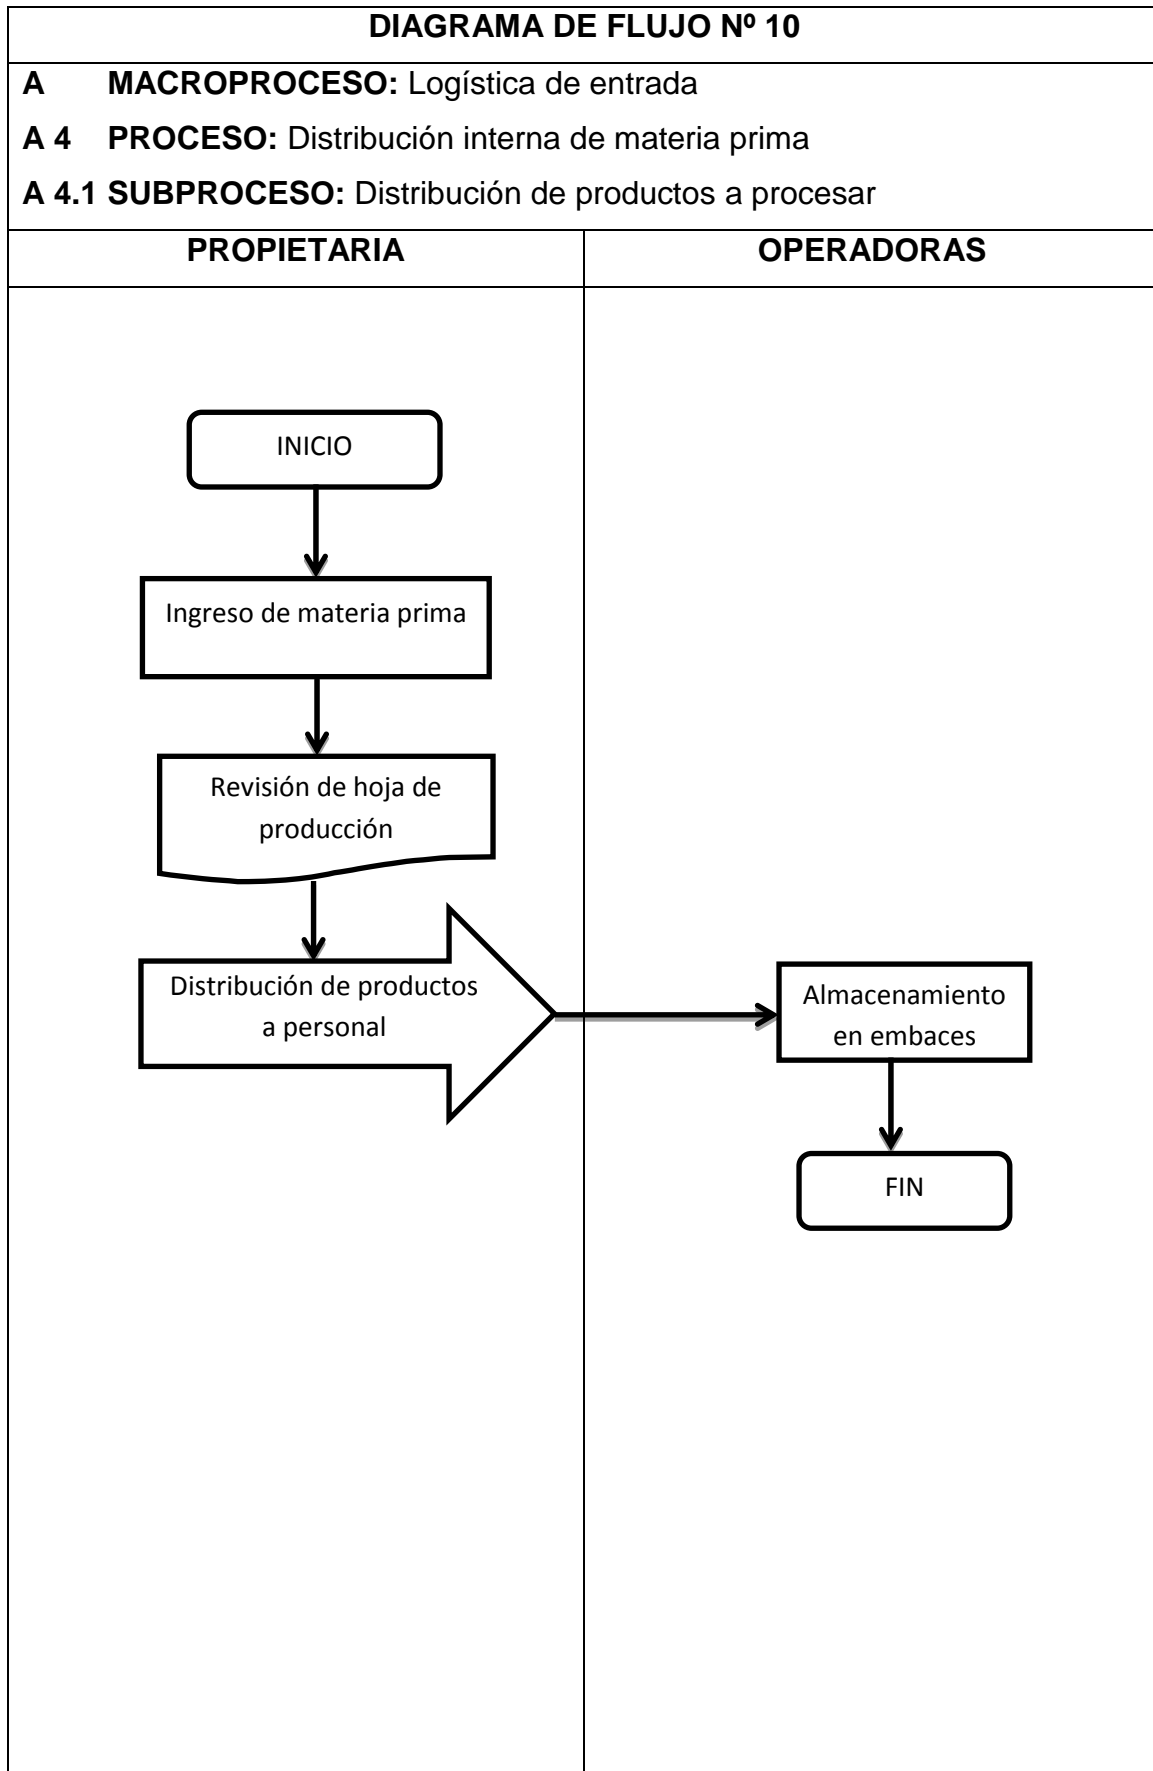 DIAGRAMA DE FLUJO Nº 10
A MACROPROCESO: Logística de entrada
A 4 PROCESO: Distribución interna de materia prima
A 4.1 SUBPROCESO: Distribución de productos a procesar
PROPIETARIA
OPERADORAS
INICIO
Ingreso de materia prima
Revisión de hoja de
producción
Distribución de productos
a personal
Almacenamiento
en embaces
FIN